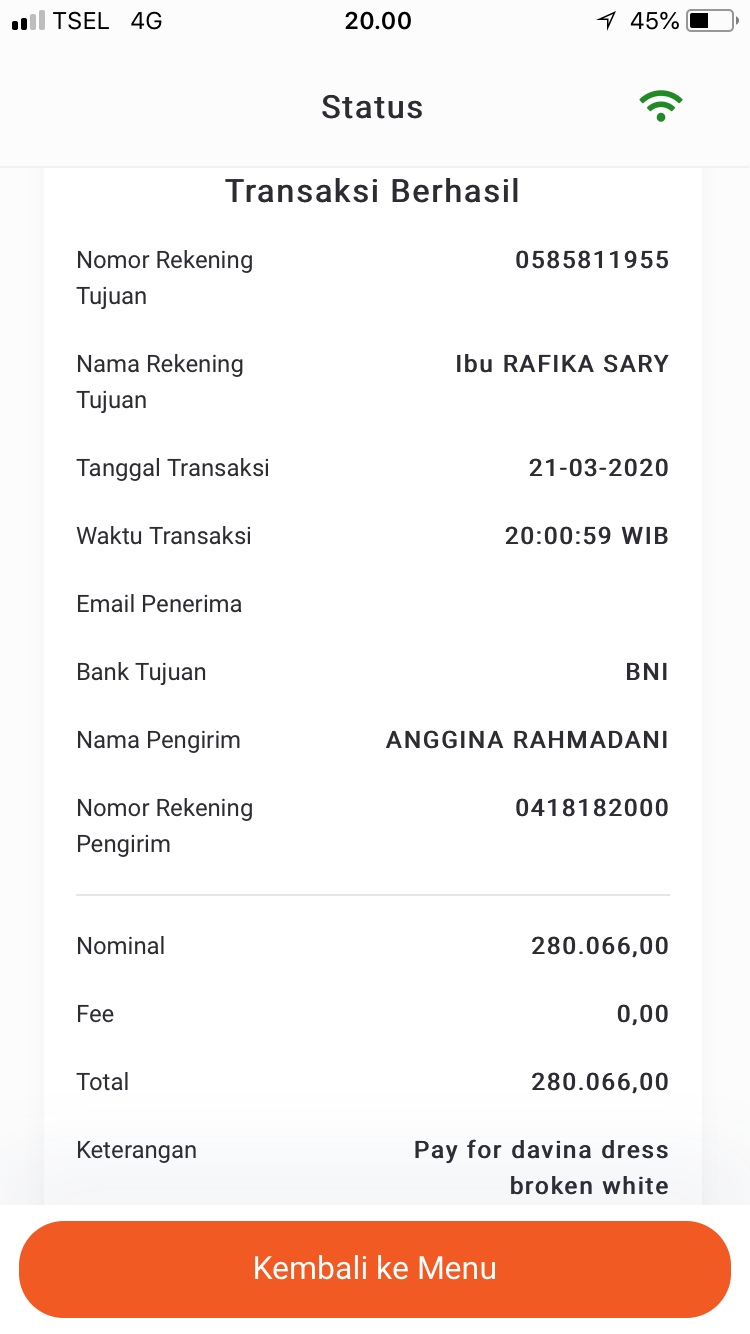 TSEL 4G 20.00 45%
Status
Transaksi Berhasil
Nomor Rekening 0585811955
Tujuan
Nama Rekening Ibu RAFIKA SARY
Tujuan
Tanggal Transaksi 21-03-2020
Waktu Transaksi 20:00:59 WIB
Email Penerima
Bank Tujuan BNI
Nama Pengirim ANGGINA RAHMADANI
Nomor Rekening 0418182000
Pengirim
Nominal 280.066,00
Fee 0,00
Total 280.066,00
Keterangan Pay for davina dress
broken white
Kembali ke Menu